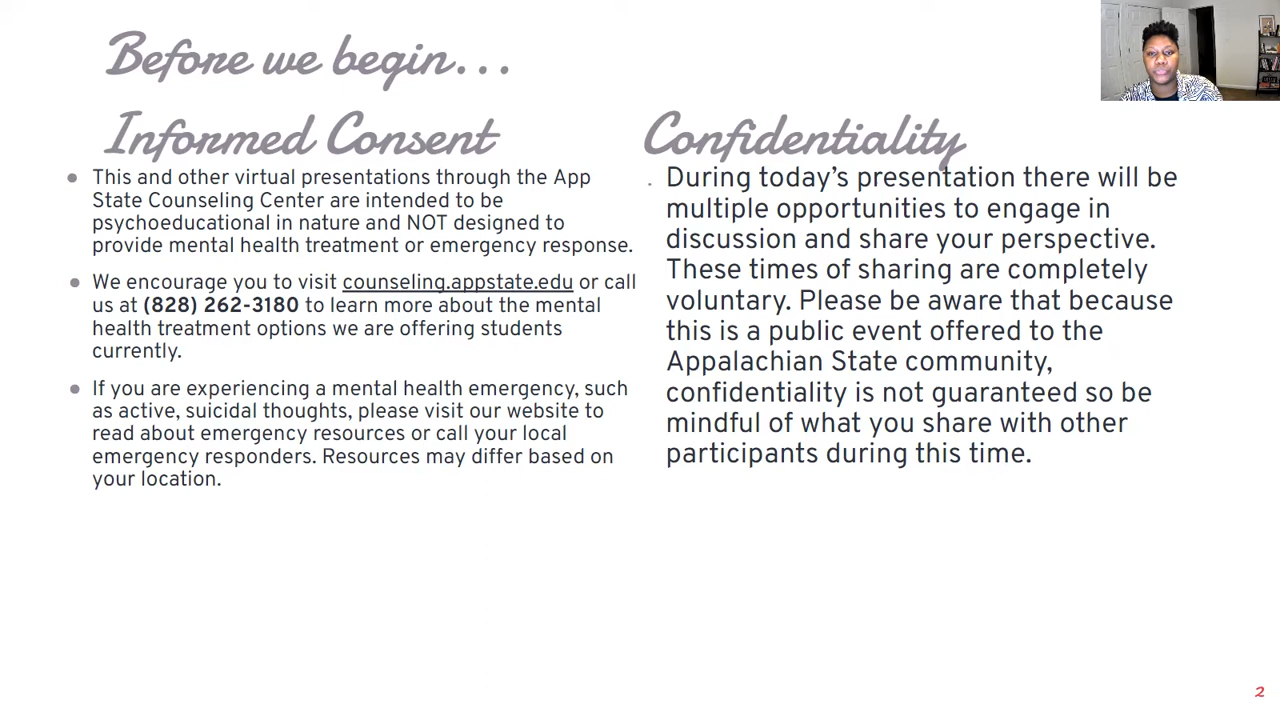 Before we begin...
Informed Consent
This and other virtual presentations through the App
State Counseling Center are intended to be
psychoeducational in nature and NOT designed to
provide mental health treatment or emergency response.
We encourage you to visit counseling.appstate.edu or call
us at (828) 262-3180 to learn more about the mental
health treatment options we are offering students
currently.
If you are experiencing a mental health emergency, such
as active, suicidal thoughts, please visit our website to
read about emergency resources or call your local
emergency responders. Resources may differ based on
your location.
Confidentiality
During today's presentation there will be
multiple opportunities to engage in
discussion and share your perspective.
These times of sharing are completely
voluntary. Please be aware that because
this is a public event offered to the
Appalachian State community,
confidentiality is not guaranteed so be
mindful of what you share with other
participants during this time.
2